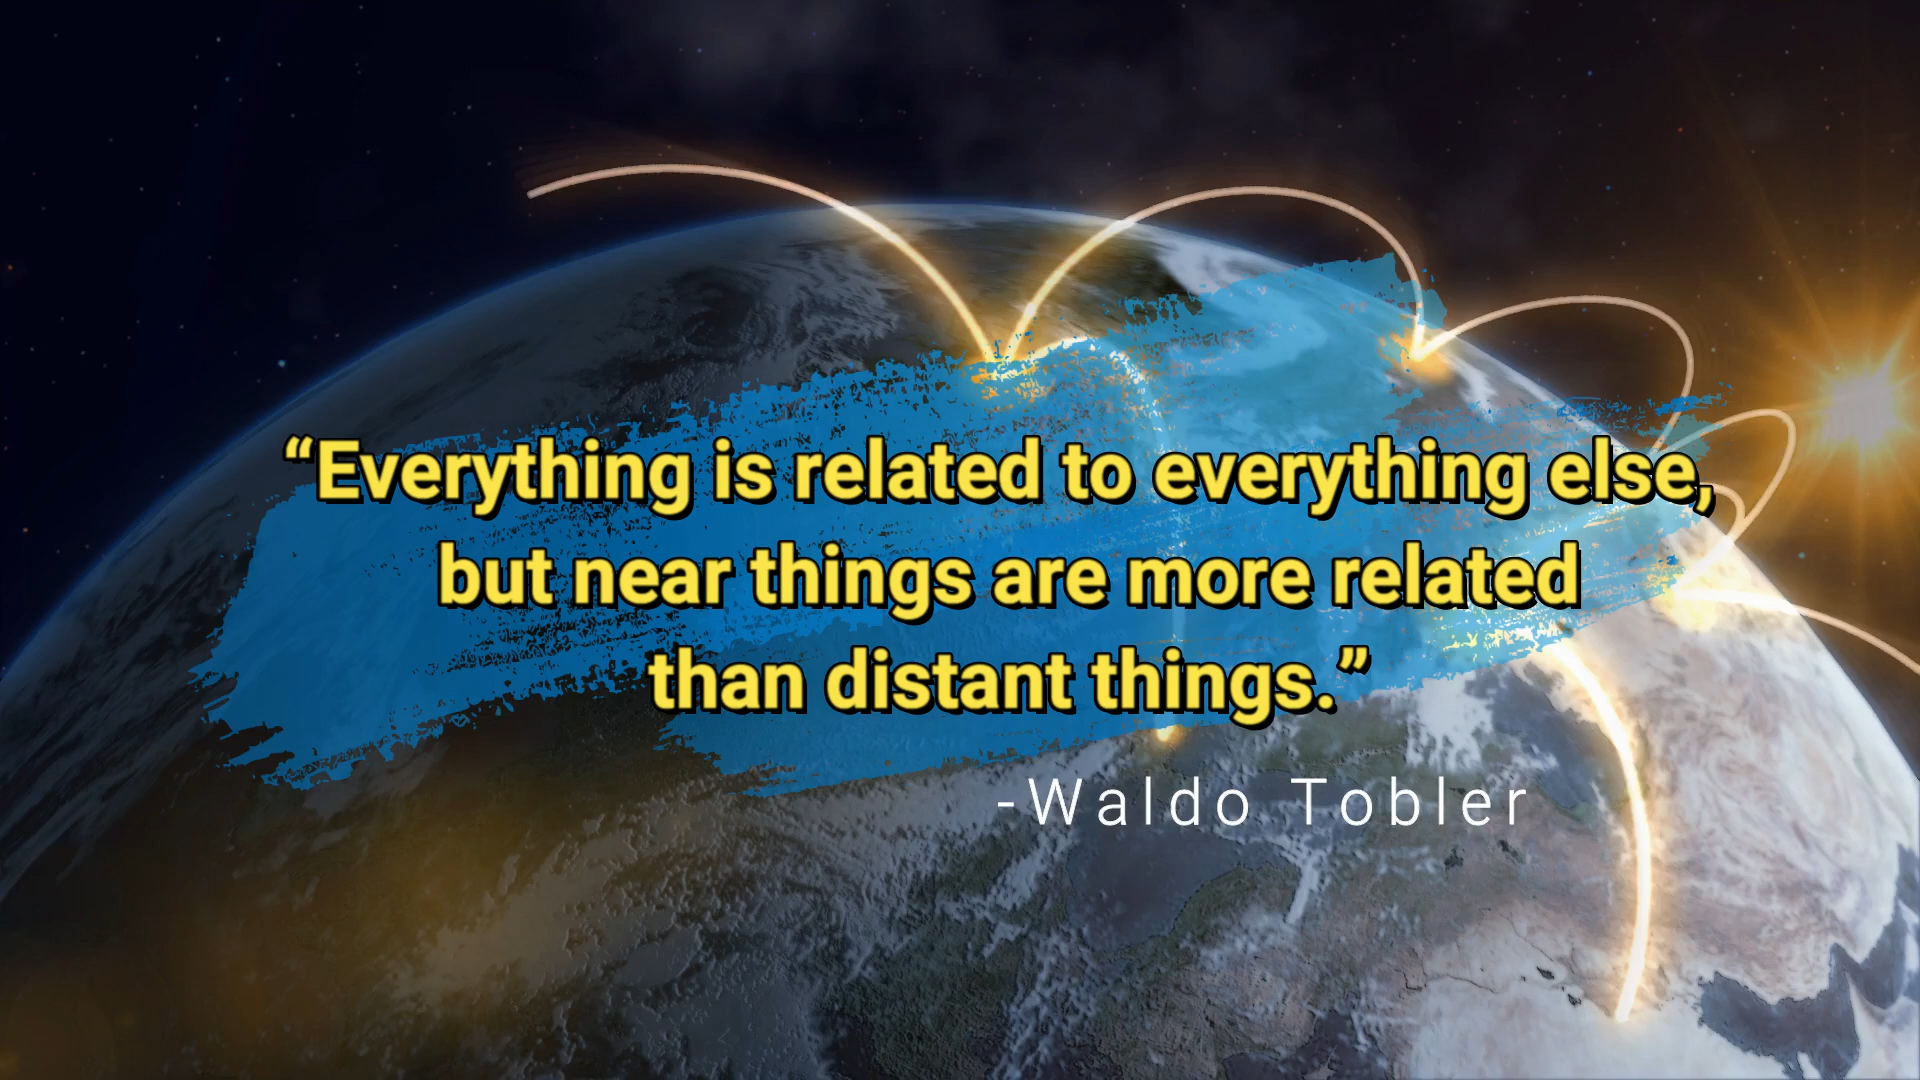 “Everything is related to everything else,
but near things are more related
than distant things.”
-Waldo Tobler